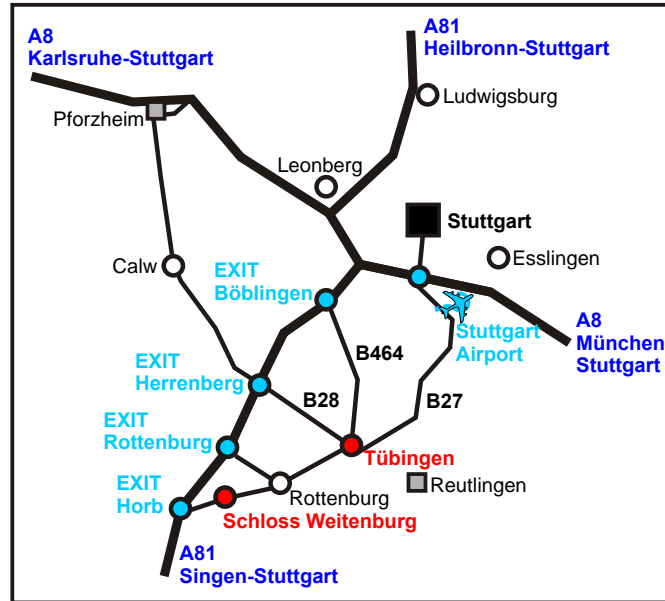 A8
Karlsruhe-Stuttgart
A81
Heilbronn-Stuttgart
Pforzheim
Ludwigsburg
Leonberg
Stuttgart
Esslingen
Calw
EXIT
Böblingen
Stuttgart
Airport
A8
München
Stuttgart
EXIT
Herrenberg
B464
B28
B27
EXIT
Rottenburg
Tübingen
EXIT
Horb
Rottenburg
Reutlingen
Schloss Weitenburg
A81
Singen-Stuttgart